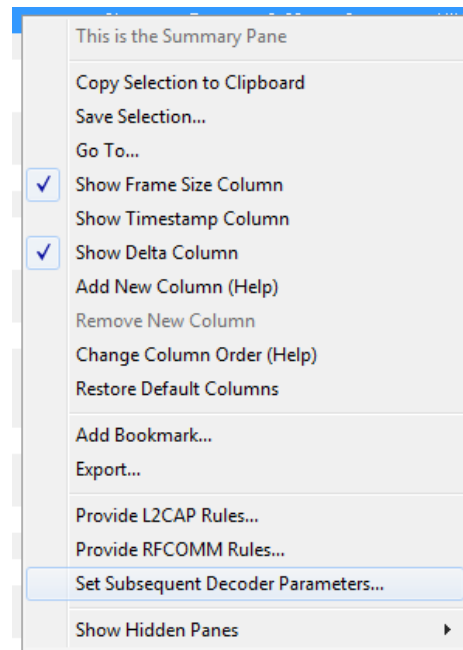 This is the Summary Pane
Copy Selection to Clipboard
Save Selection...
Go To...
Show Frame Size Column
Show Timestamp Column
Show Delta Column
Add New Column (Help)
Remove New Column
Change Column Order (Help)
Restore Default Columns
Add Bookmark...
Export...
Provide L2CAP Rules...
Provide RFCOMM Rules...
Set Subsequent Decoder Parameters...
Show Hidden Panes